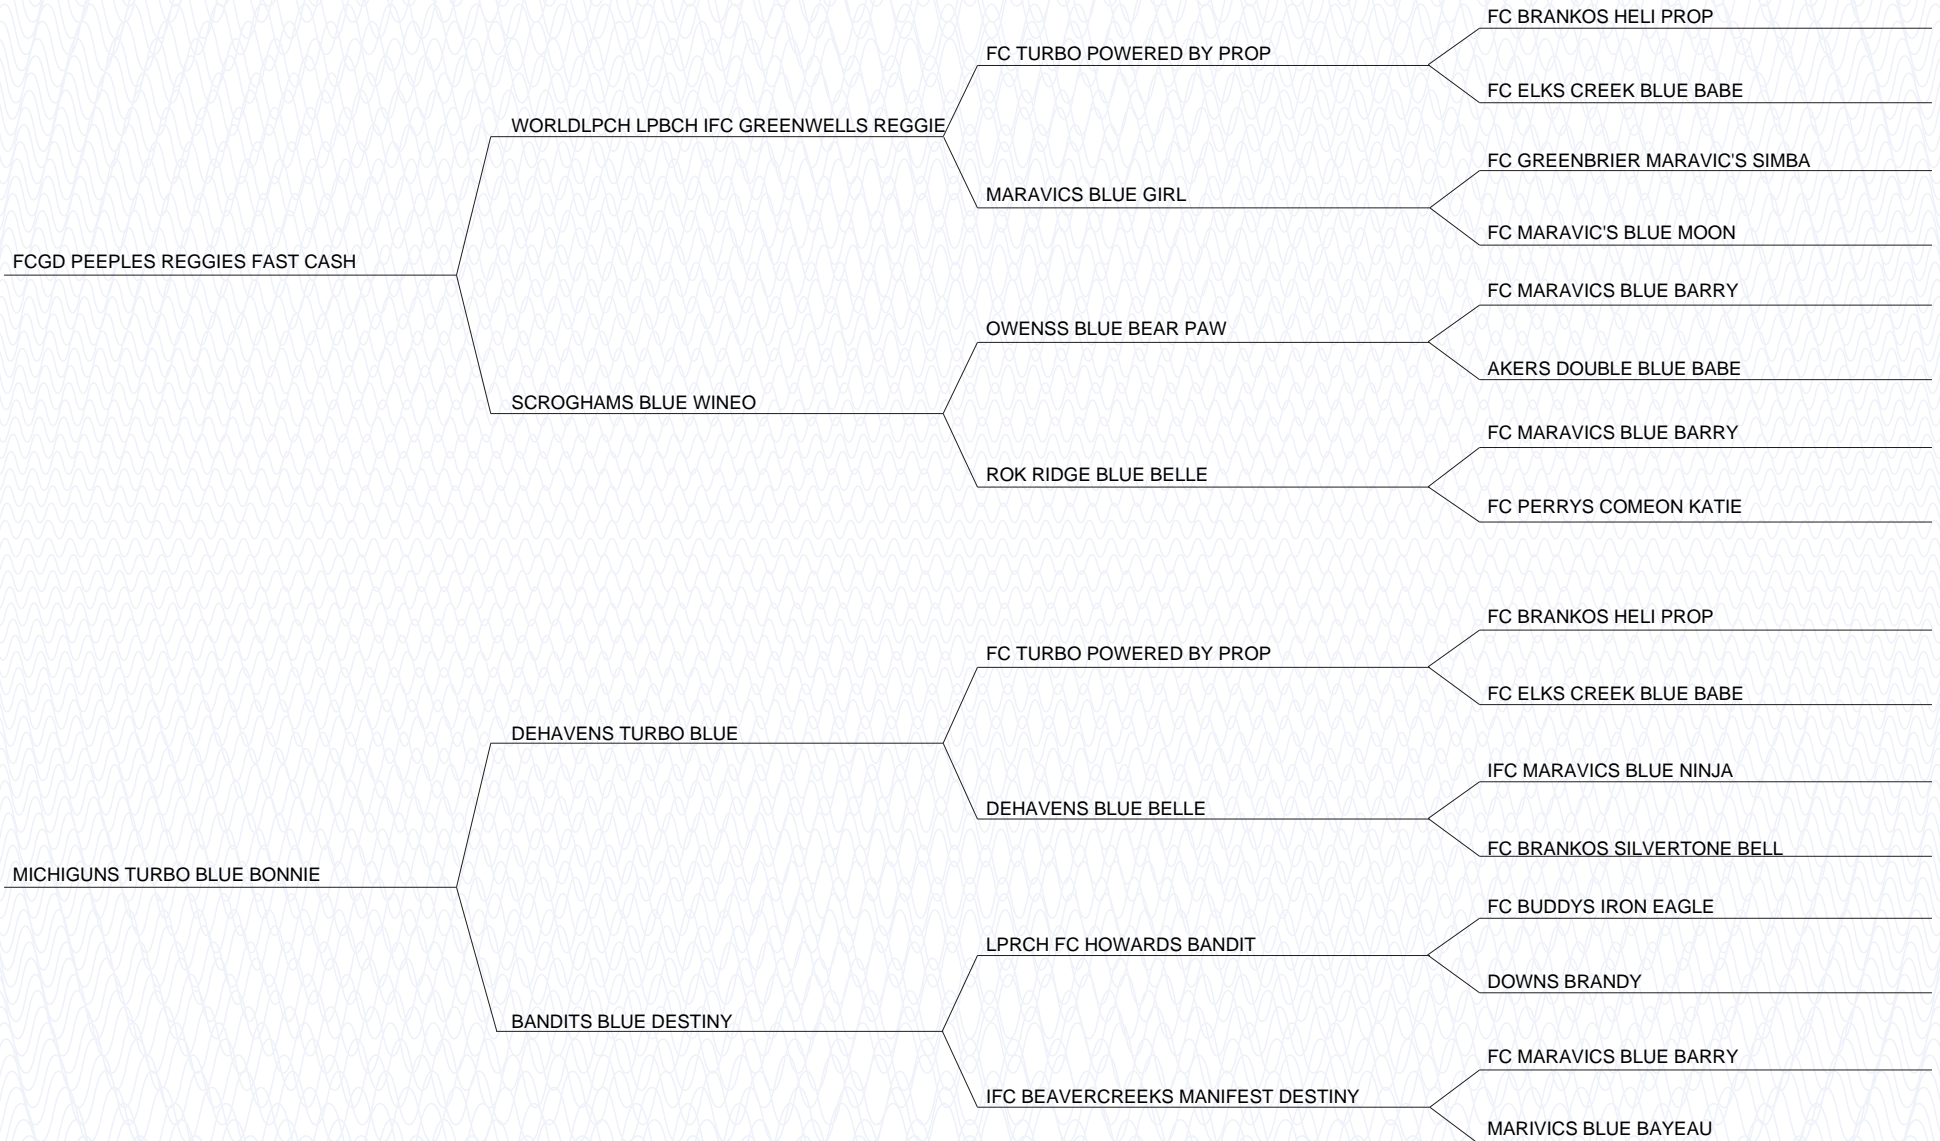 FC BRANKOS HELI PROP
FC TURBO POWERED BY PROP
FC ELKS CREEK BLUE BABE
WORLDLPCH LPBCH IFC GREENWELLS REGGIE
FC GREENBRIER MARAVIC'S SIMBA
MARAVICS BLUE GIRL
FC MARAVIC'S BLUE MOON
FCGD PEEPLES REGGIES FAST CASH
FC MARAVICS BLUE BARRY
OWENSS BLUE BEAR PAW
AKERS DOUBLE BLUE BABE
SCROGHAMS BLUE WINEO
FC MARAVICS BLUE BARRY
ROK RIDGE BLUE BELLE
FC PERRYS COMEON KATIE
FC BRANKOS HELI PROP
FC TURBO POWERED BY PROP
FC ELKS CREEK BLUE BABE
DEHAVENS TURBO BLUE
IFC MARAVICS BLUE NINJA
DEHAVENS BLUE BELLE
FC BRANKOS SILVERTONE BELL
MICHIGUNS TURBO BLUE BONNIE
FC BUDDYS IRON EAGLE
LPRCH FC HOWARDS BANDIT
DOWNS BRANDY
BANDITS BLUE DESTINY
FC MARAVICS BLUE BARRY
IFC BEAVERCREEKS MANIFEST DESTINY
MARIVICS BLUE BAYEAU